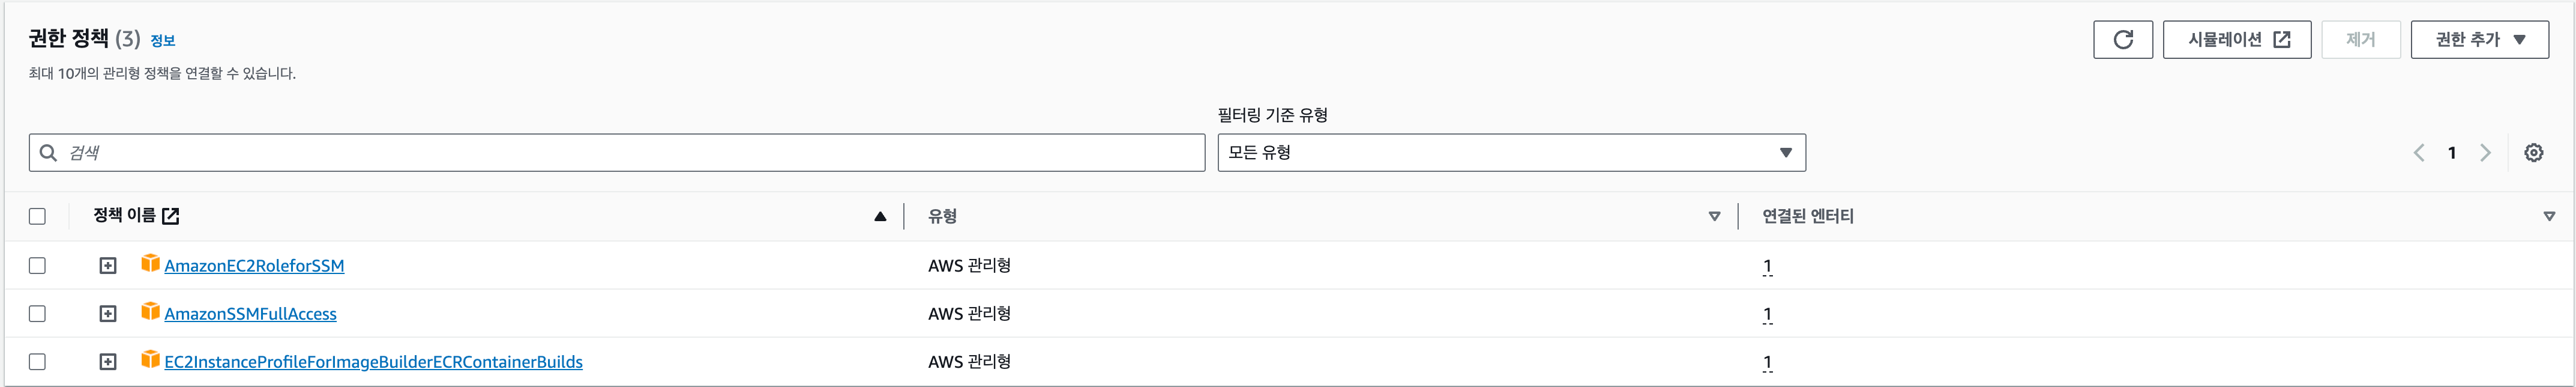 권한 정책 (3) 정보
시뮬레이션 제거 권한 추가
최대 10개의 관리형 정책을 연결할 수 있습니다.
필터링 기준 유형
검색 모든 유형 1
정책 이름 유형 연결된 엔터티
AmazonEC2RoleforSSM AWS 관리형 1
AmazonSSMFullAccess AWS 관리형 1
EC2InstanceProfileForImageBuilderECRContainerBuilds AWS 관리형 1